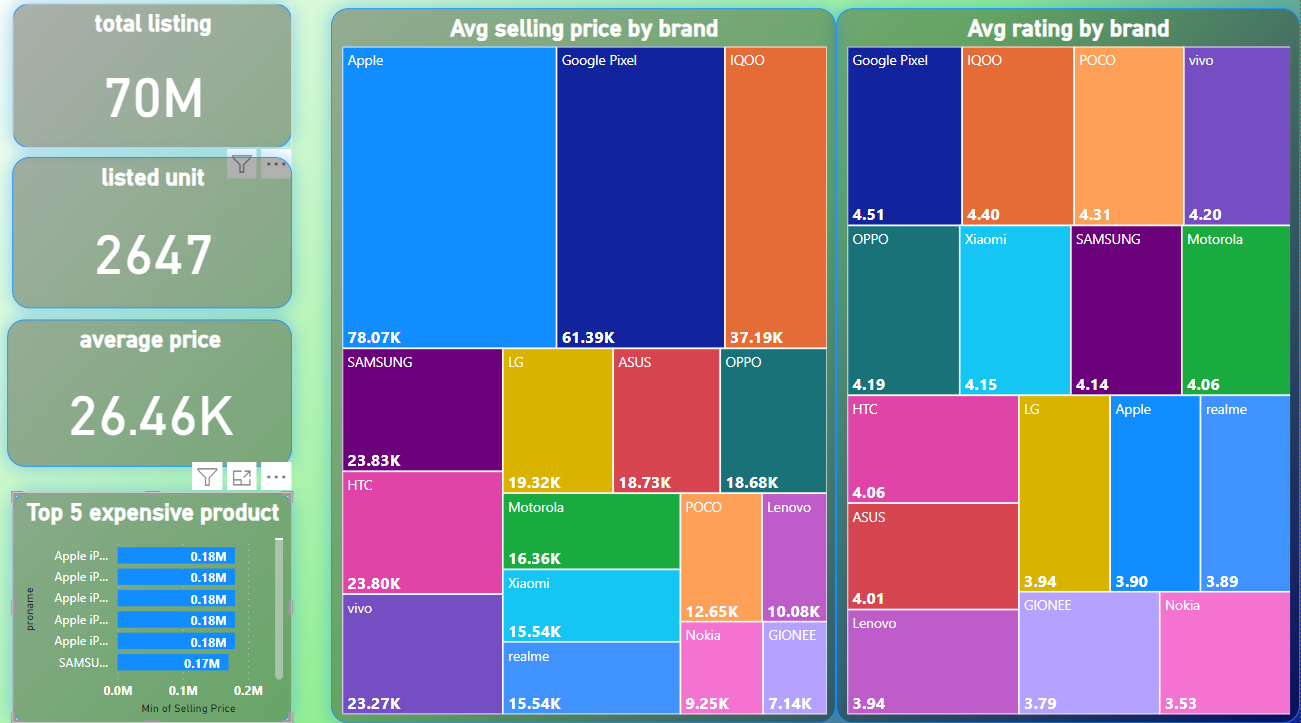 total listing
70M
listed unit
2647
average price
26.46K
Top 5 expensive product
proname
Apple iP... 0.18M
Apple iP... 0.18M
Apple iP... 0.18M
Apple iP... 0.18M
Apple iP... 0.18M
SAMSU... 0.17M
0.0M 0.1M 0.2M
Min of Selling Price
Avg selling price by brand
Apple
78.07K
Google Pixel
61.39K
IQOO
37.19K
SAMSUNG
23.83K
HTC
23.80K
vivo
23.27K
LG
19.32K
ASUS
18.73K
OPPO
18.68K
Motorola
16.36K
Xiaomi
15.54K
realme
15.54K
POCO
12.65K
Lenovo
10.08K
Nokia
9.25K
GIONEE
7.14K
Avg rating by brand
Google Pixel
4.51
IQOO
4.40
POCO
4.31
vivo
4.20
OPPO
4.19
Xiaomi
4.15
SAMSUNG
4.14
Motorola
4.06
HTC
4.06
ASUS
4.01
Lenovo
3.94
LG
3.94
Apple
3.90
realme
3.89
GIONEE
3.79
Nokia
3.53